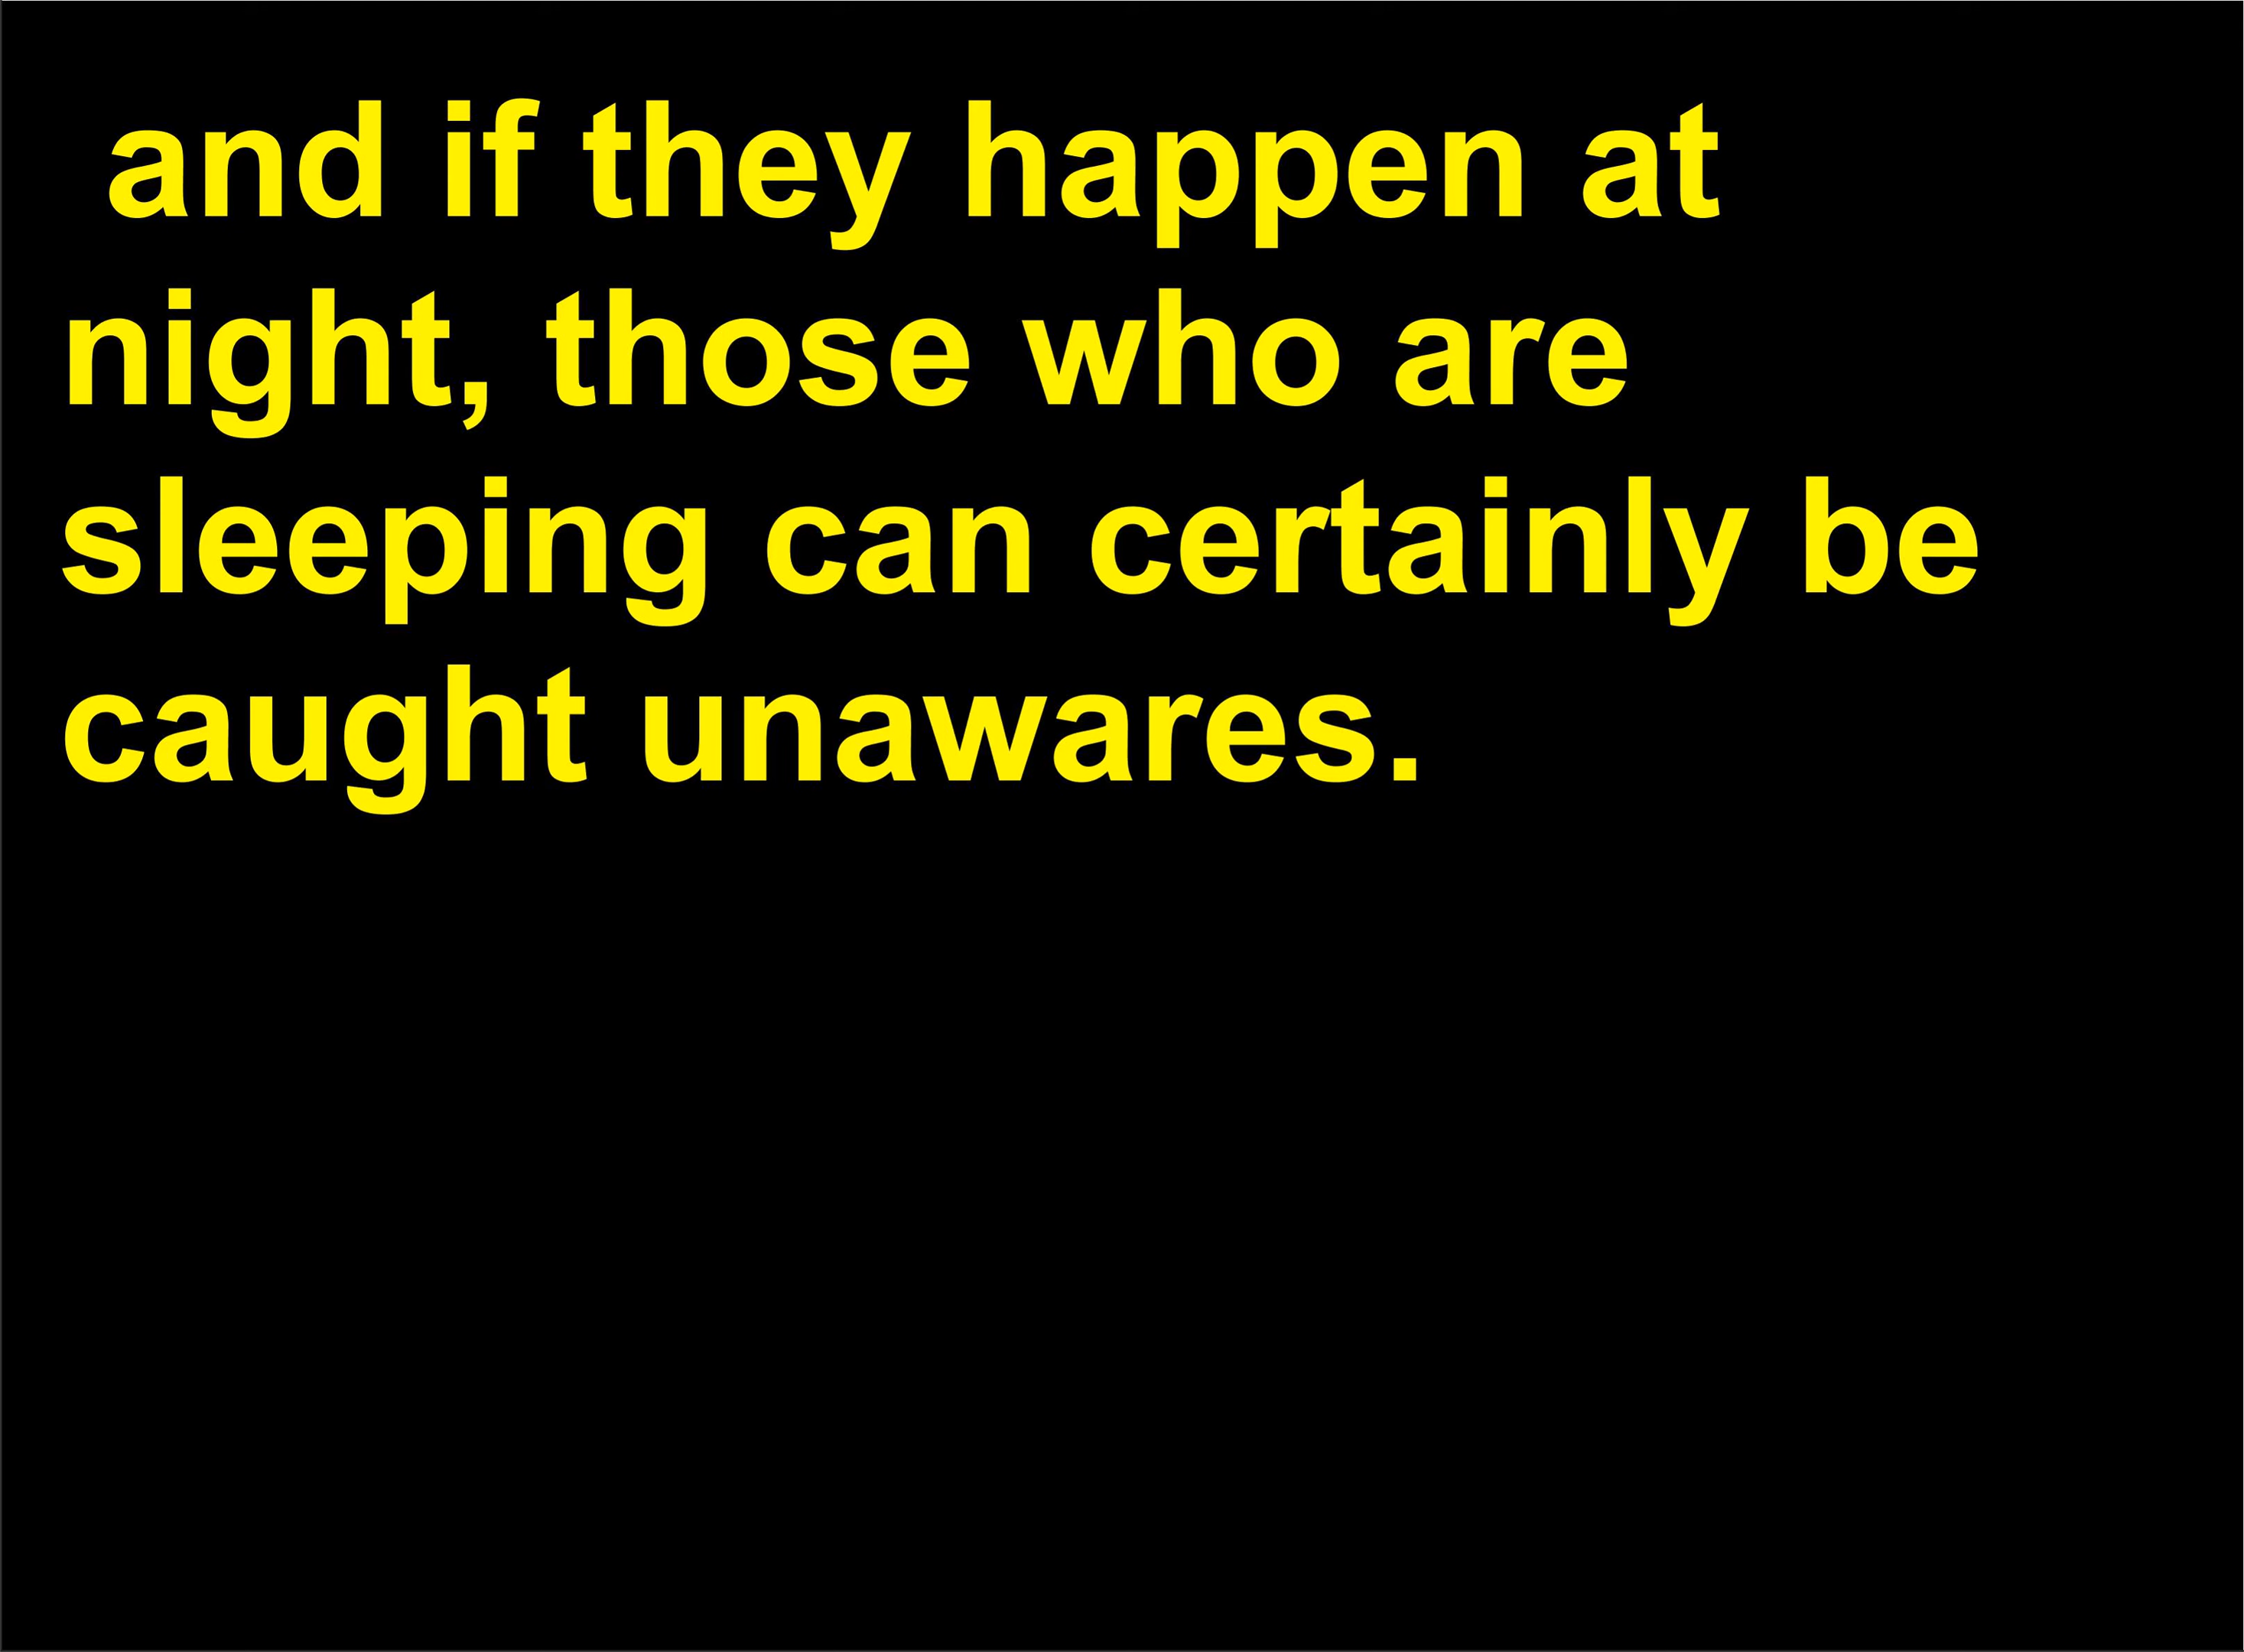 and if they happen at
night, those who are
sleeping can certainly be
caught unawares.